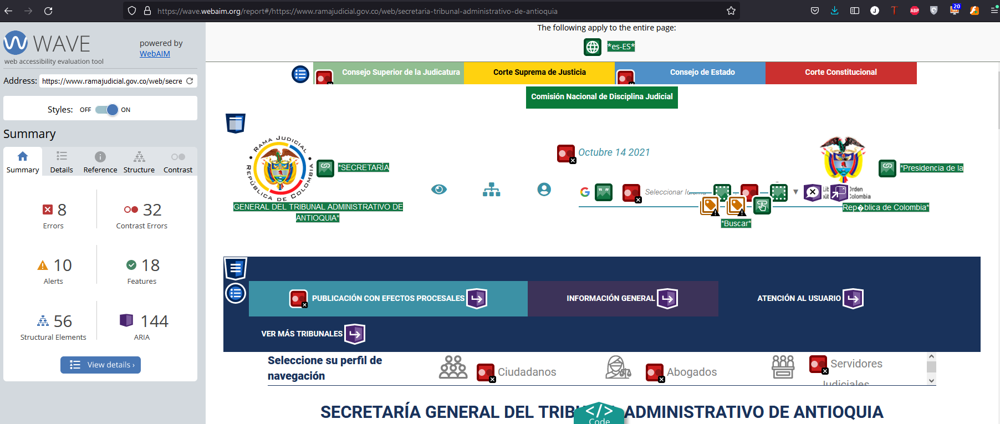 https://wave.webaim.org/report#/https://www.ramajudicial.gov.co/web/secretaria-tribunal-administrativo-de-antioquia
J
T
ABP
20
WAVE
web accessibility evaluation tool
powered by
WebAIM
Address:
https://www.ramajudicial.gov.co/web/secre
Styles: OFF ON
Summary
Summary Details Reference Structure Contrast
8 Errors
32 Contrast Errors
10 Alerts
18 Features
56 Structural Elements
144 ARIA
View details ›
The following apply to the entire page:
*es-ES*
Consejo Superior de la Judicatura
Corte Suprema de Justicia
Consejo de Estado
Corte Constitucional
Comisión Nacional de Disciplina Judicial
RAMA JUDICIAL
REPÚBLICA DE COLOMBIA
*SECRETARÍA
GENERAL DEL TRIBUNAL ADMINISTRATIVO DE
ANTIOQUIA*
Octubre 14 2021
G
Seleccionar
*Buscar*
*Presidencia de la
Orden
Colombia
Rep�blica de Colombia*
PUBLICACIÓN CON EFECTOS PROCESALES
INFORMACIÓN GENERAL
ATENCIÓN AL USUARIO
VER MÁS TRIBUNALES
Seleccione su perfil de
navegación
Ciudadanos
Abogados
Servidores
Judiciales
SECRETARÍA GENERAL DEL ADMINISTRATIVO DE ANTIOQUIA
</> Code